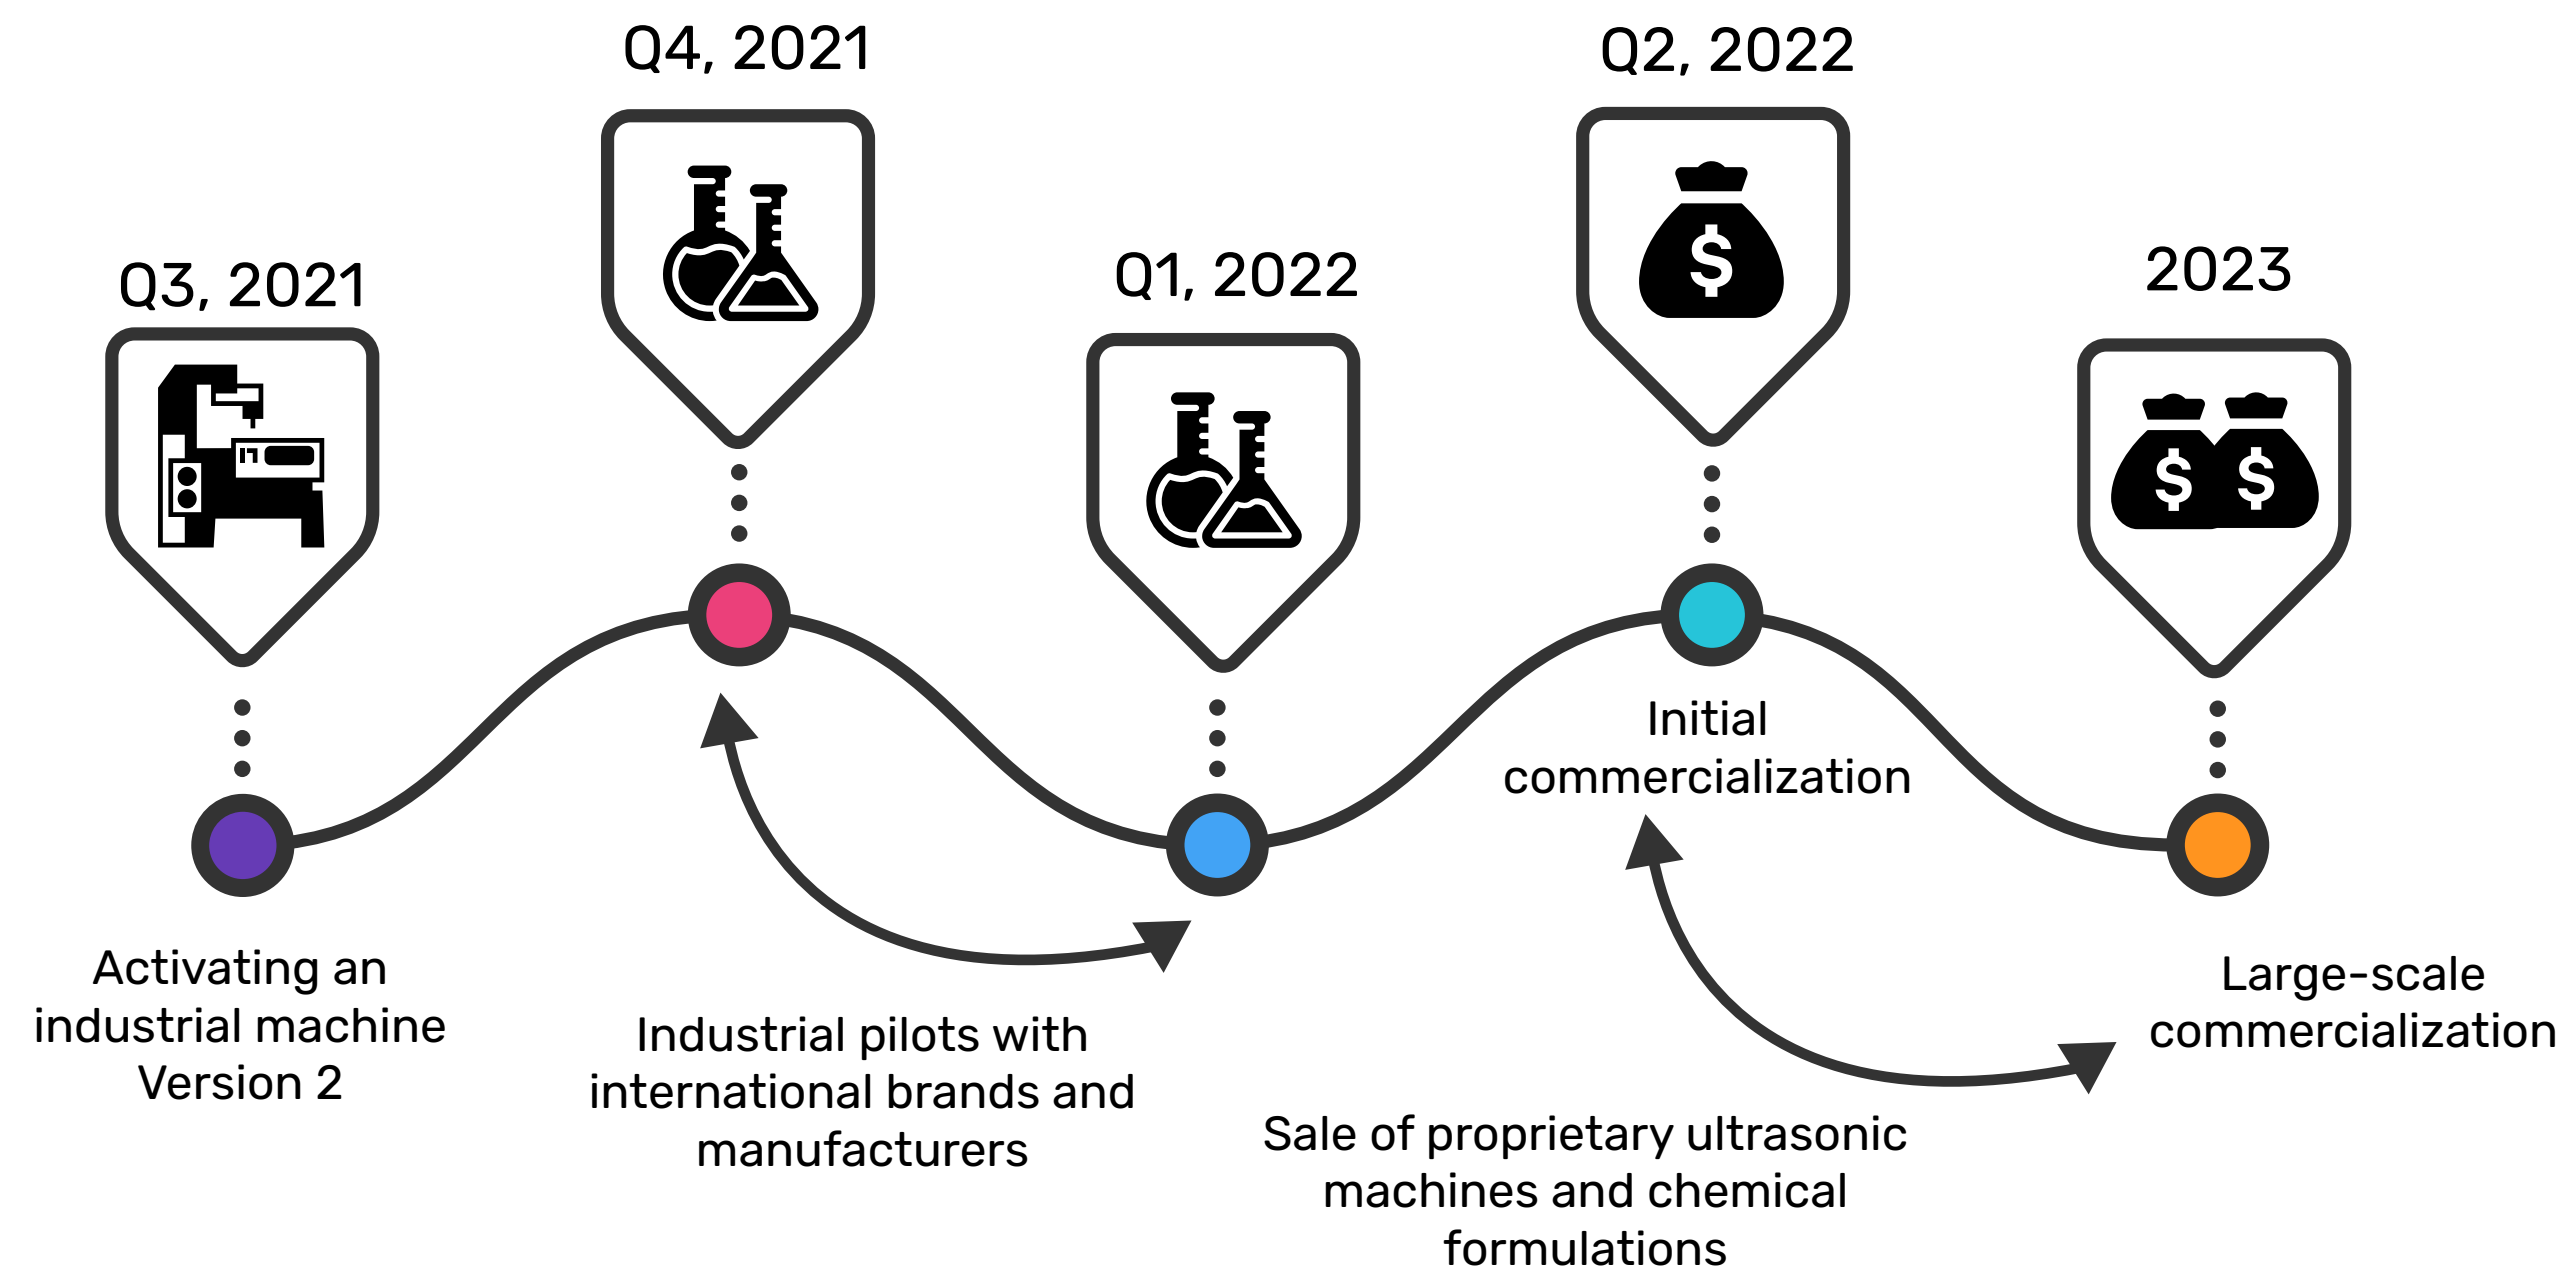 Q3, 2021
Activating an
industrial machine
Version 2
Q4, 2021
Q1, 2022
Industrial pilots with
international brands and
manufacturers
Q2, 2022
Initial
commercialization
Sale of proprietary ultrasonic
machines and chemical
formulations
2023
Large-scale
commercialization
$
$ $